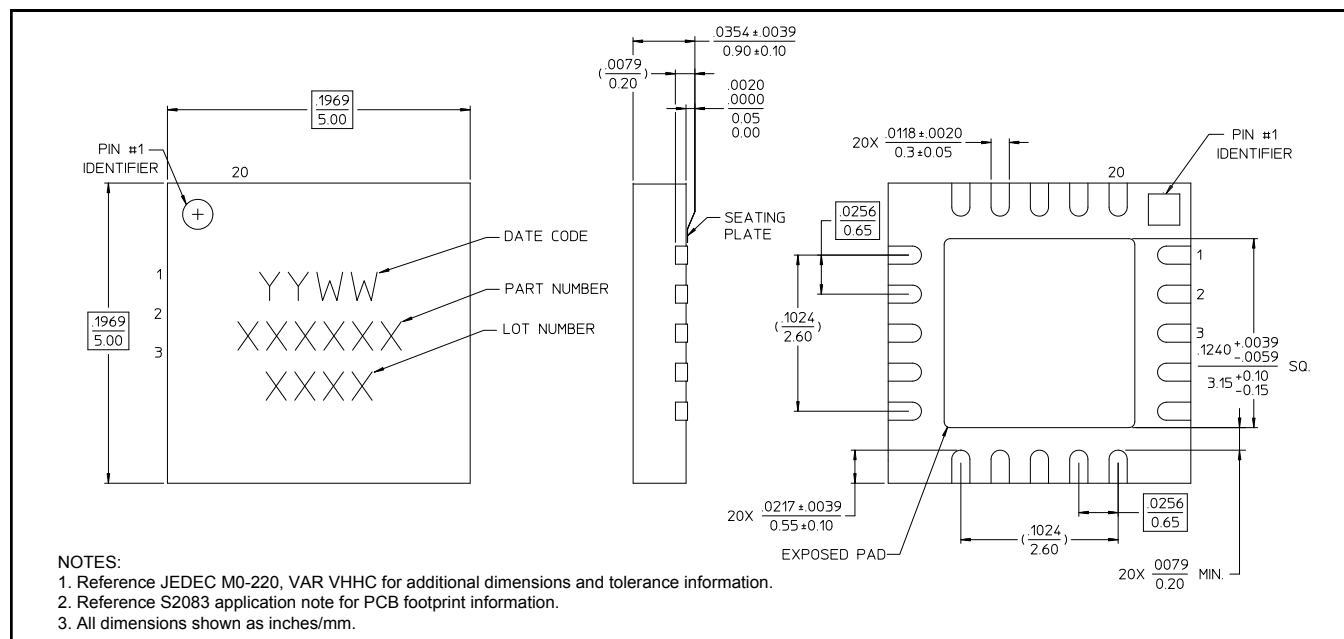 .1969
5.00
PIN #1
IDENTIFIER
20
.1969
5.00
1
2
3
YYWW
XXXXXX
XXXX
DATE CODE
PART NUMBER
LOT NUMBER
.0354 ±.0039
0.90 ±0.10
( .0079
0.20 )
.0020
.0000
0.05
0.00
SEATING
PLATE
20X .0118 ±.0020
0.3 ±0.05
20
PIN #1
IDENTIFIER
.0256
0.65
( .1024
2.60 )
1
2
3
.1240 +.0039
-.0059
3.15 +0.10
-0.15
SQ.
20X .0217 ±.0039
0.55 ±0.10
EXPOSED PAD
( .1024
2.60 )
.0256
0.65
20X .0079
0.20 MIN.
NOTES:
1. Reference JEDEC M0-220, VAR VHHC for additional dimensions and tolerance information.
2. Reference S2083 application note for PCB footprint information.
3. All dimensions shown as inches/mm.